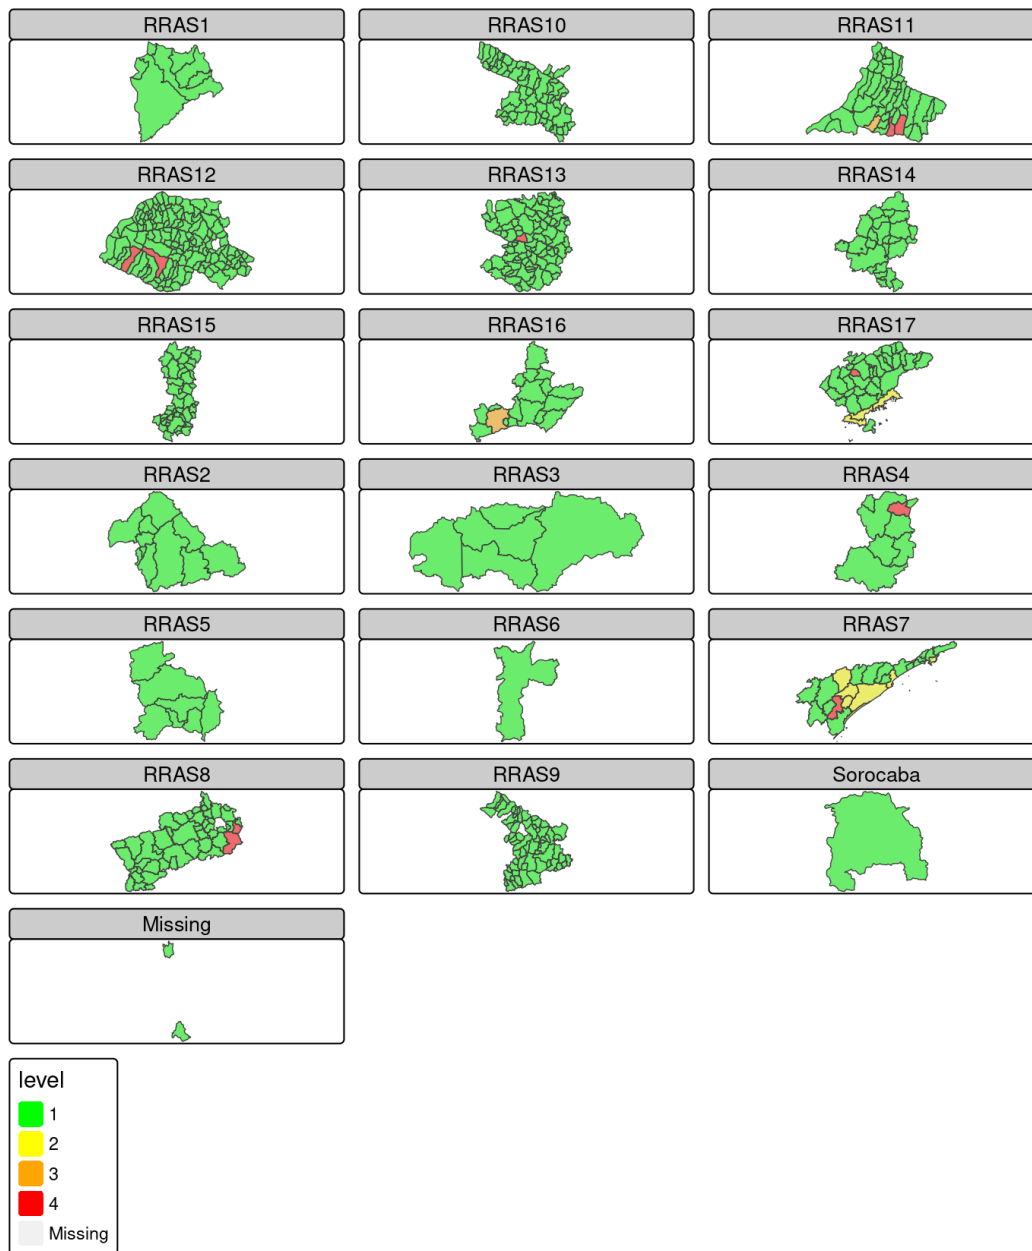 RRAS1
RRAS10
RRAS11
RRAS12
RRAS13
RRAS14
RRAS15
RRAS16
RRAS17
RRAS2
RRAS3
RRAS4
RRAS5
RRAS6
RRAS7
RRAS8
RRAS9
Sorocaba
Missing
level
1
2
3
4
Missing